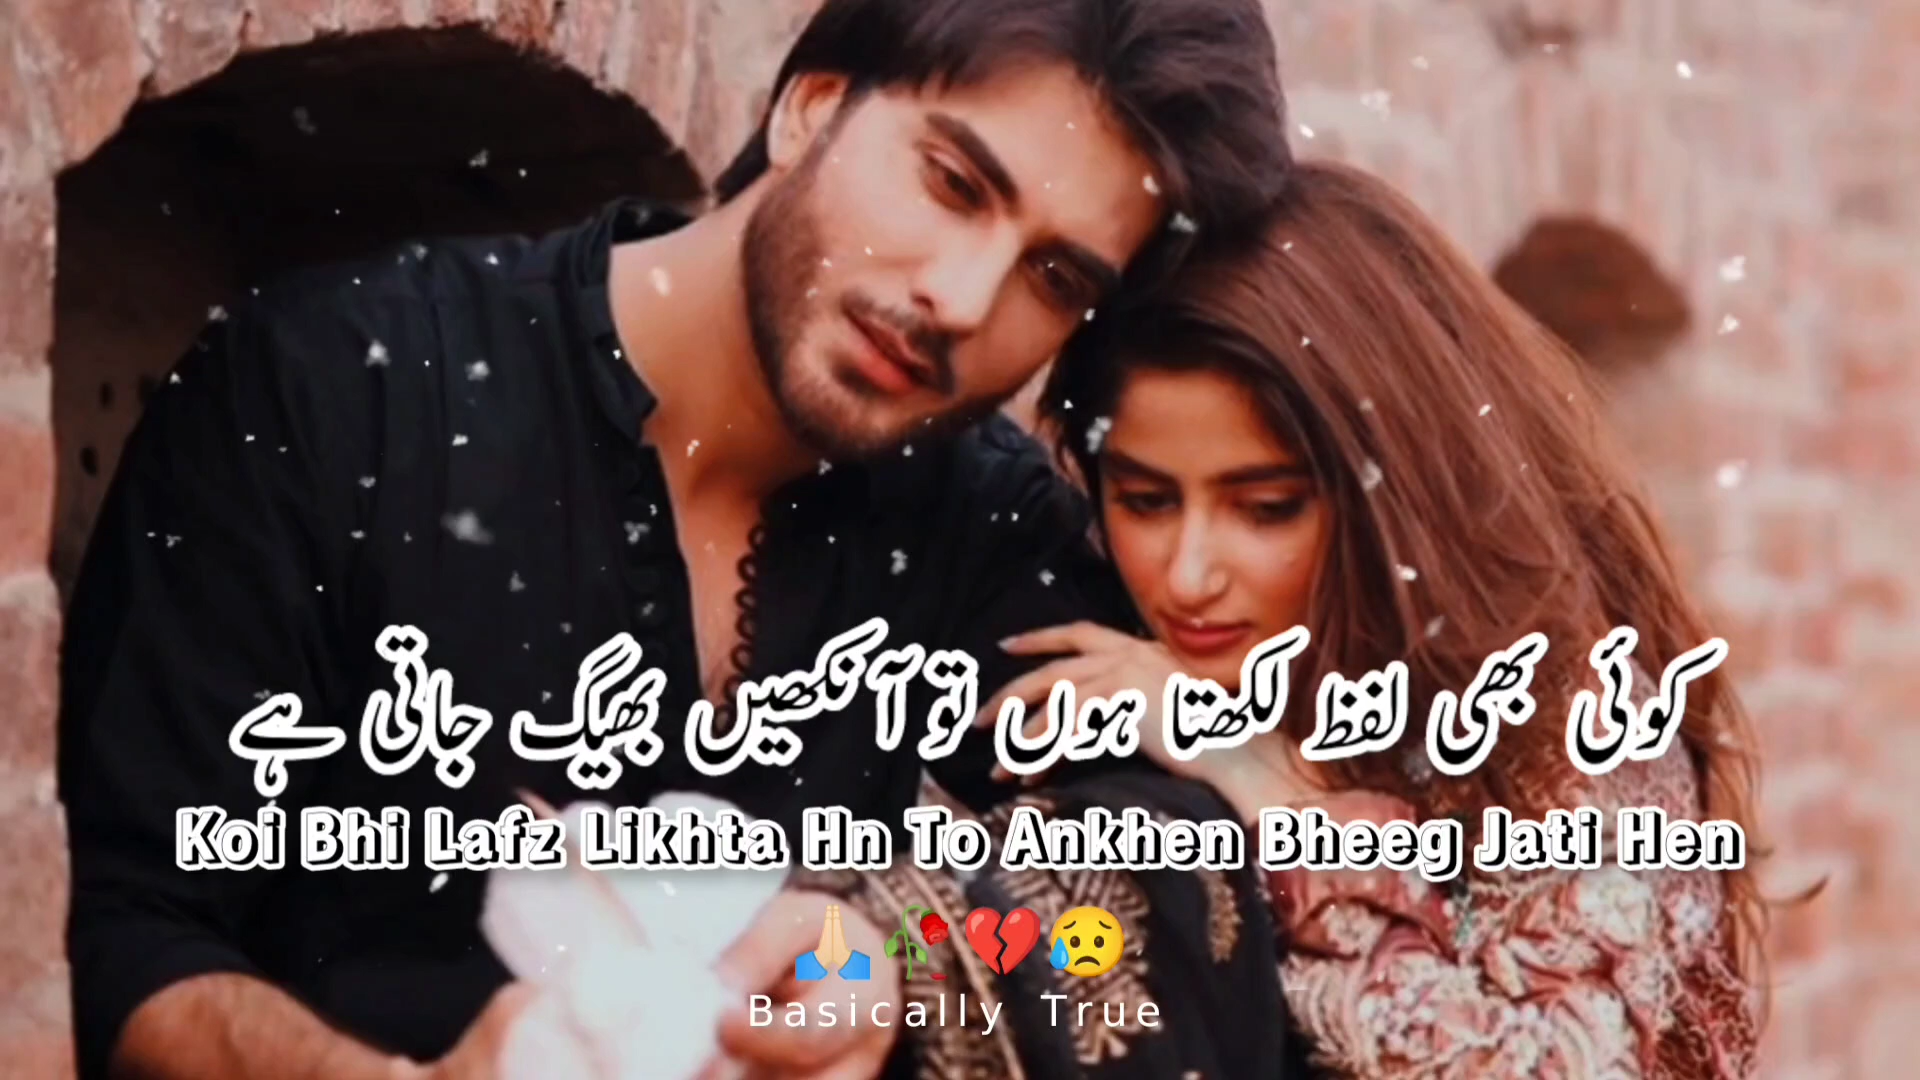 کوئی بھی لفظ لکھتا ہوں تو آنکھیں بھیگ جاتی ہے
Koi Bhi Lafz Likhta Hn To Ankhen Bheeg Jati Hen
🙏🏻🥀💔😥
Basically True